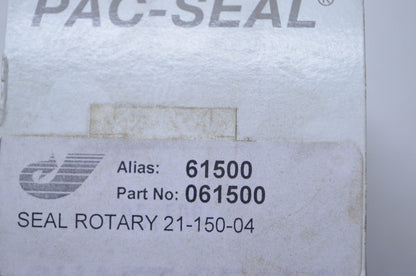 PAC-SEAL®
Alias: 61500
Part No: 061500
SEAL ROTARY 21-150-04